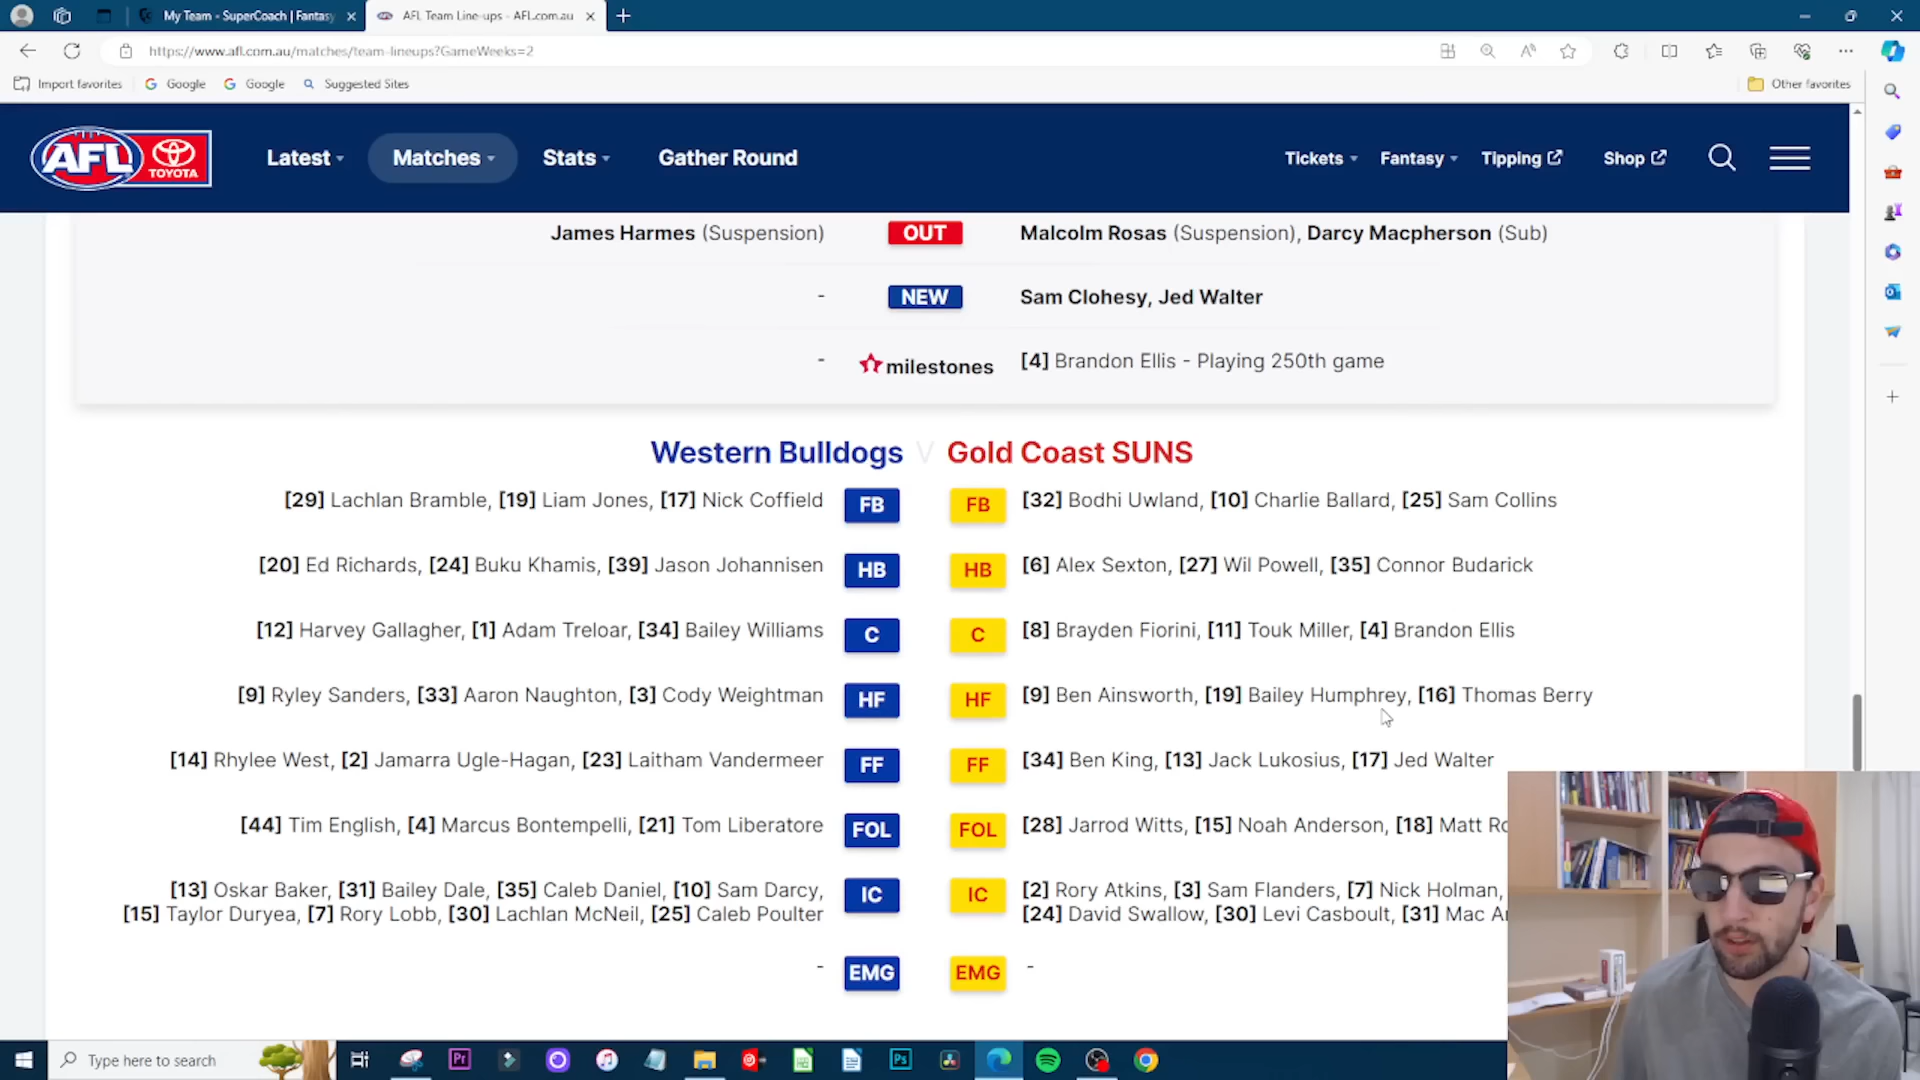 My Team - SuperCoach | Fantasy
AFL Team Line-ups - AFL.com.au
https://www.afl.com.au/matches/team-lineups?GameWeeks=2
Import favorites Google Google Suggested Sites Other favorites
AFL TOYOTA Latest Matches Stats Gather Round Tickets Fantasy Tipping Shop
James Harmes (Suspension) OUT Malcolm Rosas (Suspension), Darcy Macpherson (Sub)
- NEW Sam Clohesy, Jed Walter
- milestones [4] Brandon Ellis - Playing 250th game
Western Bulldogs V Gold Coast SUNS
[29] Lachlan Bramble, [19] Liam Jones, [17] Nick Coffield FB FB [32] Bodhi Uwland, [10] Charlie Ballard, [25] Sam Collins
[20] Ed Richards, [24] Buku Khamis, [39] Jason Johannisen HB HB [6] Alex Sexton, [27] Wil Powell, [35] Connor Budarick
[12] Harvey Gallagher, [1] Adam Treloar, [34] Bailey Williams C C [8] Brayden Fiorini, [11] Touk Miller, [4] Brandon Ellis
[9] Ryley Sanders, [33] Aaron Naughton, [3] Cody Weightman HF HF [9] Ben Ainsworth, [19] Bailey Humphrey, [16] Thomas Berry
[14] Rhylee West, [2] Jamarra Ugle-Hagan, [23] Laitham Vandermeer FF FF [34] Ben King, [13] Jack Lukosius, [17] Jed Walter
[44] Tim English, [4] Marcus Bontempelli, [21] Tom Liberatore FOL FOL [28] Jarrod Witts, [15] Noah Anderson, [18] Matt Ro
[13] Oskar Baker, [31] Bailey Dale, [35] Caleb Daniel, [10] Sam Darcy, IC IC [2] Rory Atkins, [3] Sam Flanders, [7] Nick Holman,
[15] Taylor Duryea, [7] Rory Lobb, [30] Lachlan McNeil, [25] Caleb Poulter [24] David Swallow, [30] Levi Casboult, [31] Mac A
- EMG EMG -
Type here to search Pr Ps